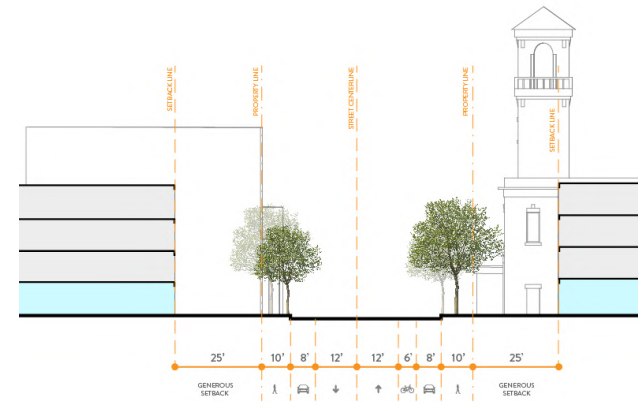 SETBACK LINE
PROPERTY LINE
STREET CENTERLINE
PROPERTY LINE
SETBACK LINE
25'
10'
8'
12'
12'
6'
8'
10'
25'
GENEROUS
SETBACK
GENEROUS
SETBACK